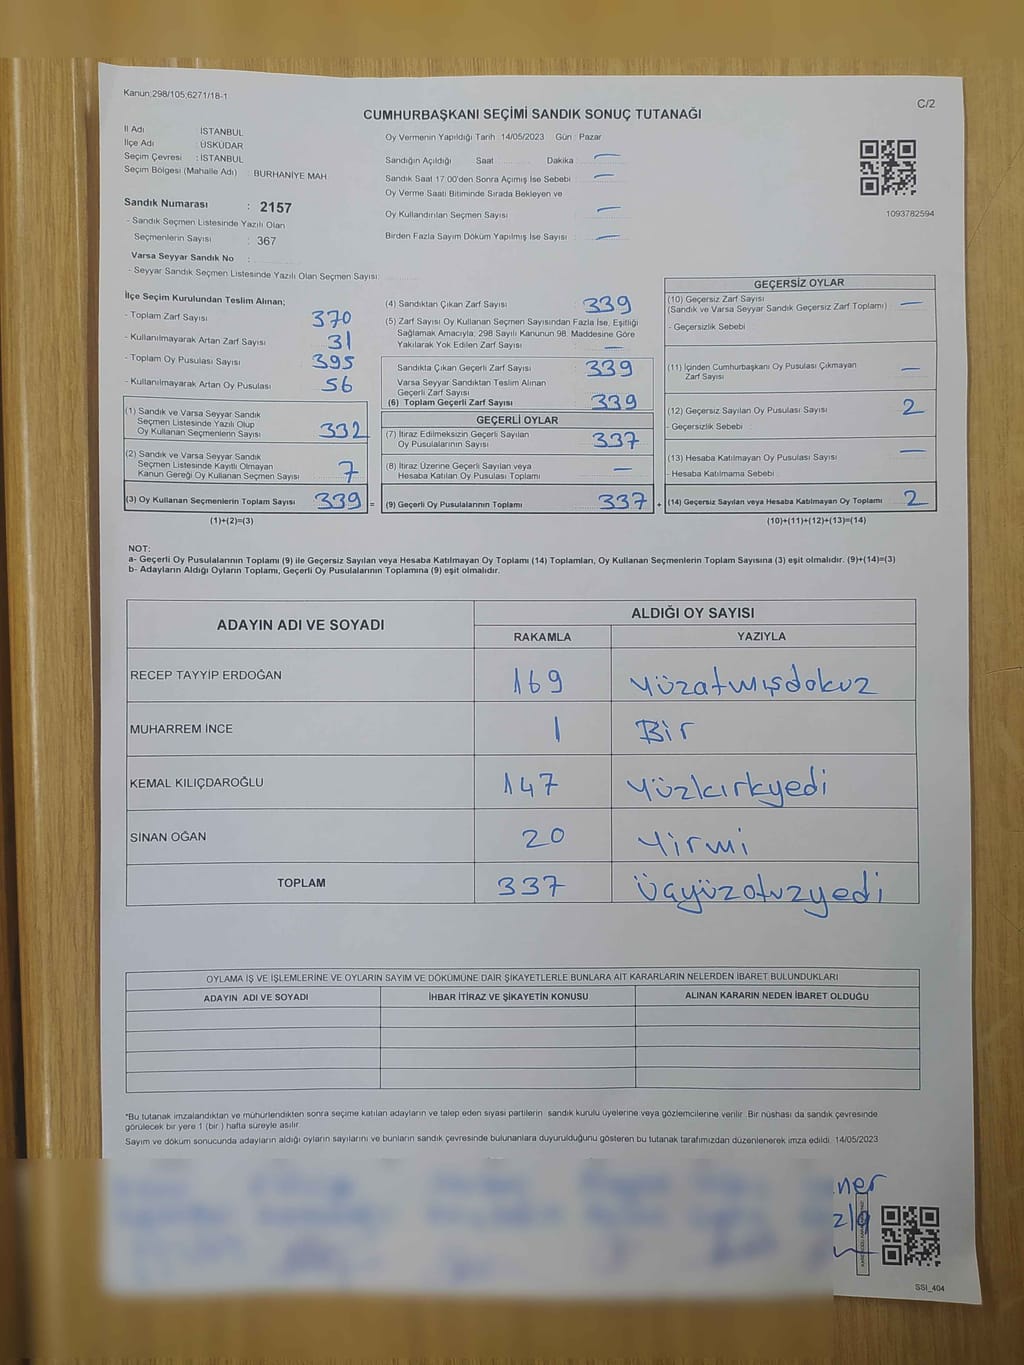 Kanun;298/105;6271/18-1
C/2
CUMHURBAŞKANI SEÇİMİ SANDIK SONUÇ TUTANAĞI
İl Adı : İSTANBUL
İlçe Adı : ÜSKÜDAR
Seçim Çevresi : İSTANBUL
Seçim Bölgesi (Mahalle Adı) : BURHANİYE MAH.
Sandık Numarası : 2157
- Sandık Seçmen Listesinde Yazılı Olan
Seçmenlerin Sayısı : 367
Varsa Seyyar Sandık No :
- Seyyar Sandık Seçmen Listesinde Yazılı Olan Seçmen Sayısı:
Oy Vermenin Yapıldığı Tarih : 14/05/2023 Gün : Pazar
Sandığın Açıldığı Saat Dakika : —
Sandık Saat 17:00'den Sonra Açımış İse Sebebi : —
Oy Verme Saati Bitiminde Sırada Bekleyen ve
Oy Kullandırılan Seçmen Sayısı : —
Birden Fazla Sayım Döküm Yapılmış İse Sayısı : —
1093782594
İlçe Seçim Kurulundan Teslim Alınan;
- Toplam Zarf Sayısı : 370
- Kullanılmayarak Artan Zarf Sayısı : 31
- Toplam Oy Pusulası Sayısı : 395
- Kullanılmayarak Artan Oy Pusulası : 56
(1) Sandık ve Varsa Seyyar Sandık
Seçmen Listesinde Yazılı Olup
Oy Kullanan Seçmenlerin Sayısı : 332
(2) Sandık ve Varsa Seyyar Sandık
Seçmen Listesinde Kayıtlı Olmayan
Kanun Gereği Oy Kullanan Seçmen Sayısı : 7
(3) Oy Kullanan Seçmenlerin Toplam Sayısı : 339 =
(1)+(2)=(3)
(4) Sandıktan Çıkan Zarf Sayısı : 339
(5) Zarf Sayısı Oy Kullanan Seçmen Sayısından Fazla İse, Eşitliği
Sağlamak Amacıyla; 298 Sayılı Kanunun 98. Maddesine Göre
Yakılarak Yok Edilen Zarf Sayısı : —
Sandıkta Çıkan Geçerli Zarf Sayısı : 339
Varsa Seyyar Sandıktan Teslim Alınan
Geçerli Zarf Sayısı :
(6) Toplam Geçerli Zarf Sayısı : 339
GEÇERLİ OYLAR
(7) İtiraz Edilmeksizin Geçerli Sayılan
Oy Pusulalarının Sayısı : 337
(8) İtiraz Üzerine Geçerli Sayılan veya
Hesaba Katılan Oy Pusulası Toplamı : —
(9) Geçerli Oy Pusulalarının Toplamı : 337 +
GEÇERSİZ OYLAR
(10) Geçersiz Zarf Sayısı : —
(Sandık ve Varsa Seyyar Sandık Geçersiz Zarf Toplamı)
- Geçersizlik Sebebi :
(11) İçinden Cumhurbaşkanı Oy Pusulası Çıkmayan
Zarf Sayısı : —
(12) Geçersiz Sayılan Oy Pusulası Sayısı : 2
- Geçersizlik Sebebi :
(13) Hesaba Katılmayan Oy Pusulası Sayısı : —
- Hesaba Katılmama Sebebi :
(14) Geçersiz Sayılan veya Hesaba Katılmayan Oy Toplamı : 2
(10)+(11)+(12)+(13)=(14)
NOT:
a- Geçerli Oy Pusulalarının Toplamı (9) ile Geçersiz Sayılan veya Hesaba Katılmayan Oy Toplamı (14) Toplamları, Oy Kullanan Seçmenlerin Toplam Sayısına (3) eşit olmalıdır. (9)+(14)=(3)
b- Adayların Aldığı Oyların Toplamı, Geçerli Oy Pusulalarının Toplamına (9) eşit olmalıdır.
ADAYIN ADI VE SOYADI
ALDIĞI OY SAYISI
RAKAMLA YAZIYLA
RECEP TAYYİP ERDOĞAN 169 Yüzatmışdokuz
MUHARREM İNCE 1 Bir
KEMAL KILIÇDAROĞLU 147 Yüzkırkyedi
SİNAN OĞAN 20 Yirmi
TOPLAM 337 Üçyüzotuzyedi
OYLAMA İŞ VE İŞLEMLERİNE VE OYLARIN SAYIM VE DÖKÜMÜNE DAİR ŞİKAYETLERLE BUNLARA AİT KARARLARIN NELERDEN İBARET BULUNDUKLARI
ADAYIN ADI VE SOYADI İHBAR İTİRAZ VE ŞİKAYETİN KONUSU ALINAN KARARIN NEDEN İBARET OLDUĞU
*Bu tutanak imzalandıktan ve mühürlendikten sonra seçime katılan adayların ve talep eden siyasi partilerin sandık kurulu üyelerine veya gözlemcilerine verilir. Bir nüshası da sandık çevresinde
görülecek bir yere 1 (bir ) hafta süreyle asılır.
Sayım ve döküm sonucunda adayların aldığı oyların sayılarını ve bunların sandık çevresinde bulunanlara duyurulduğunu gösteren bu tutanak tarafımızdan düzenlenerek imza edildi. 14/05/2023
ner
zla
SSI_404